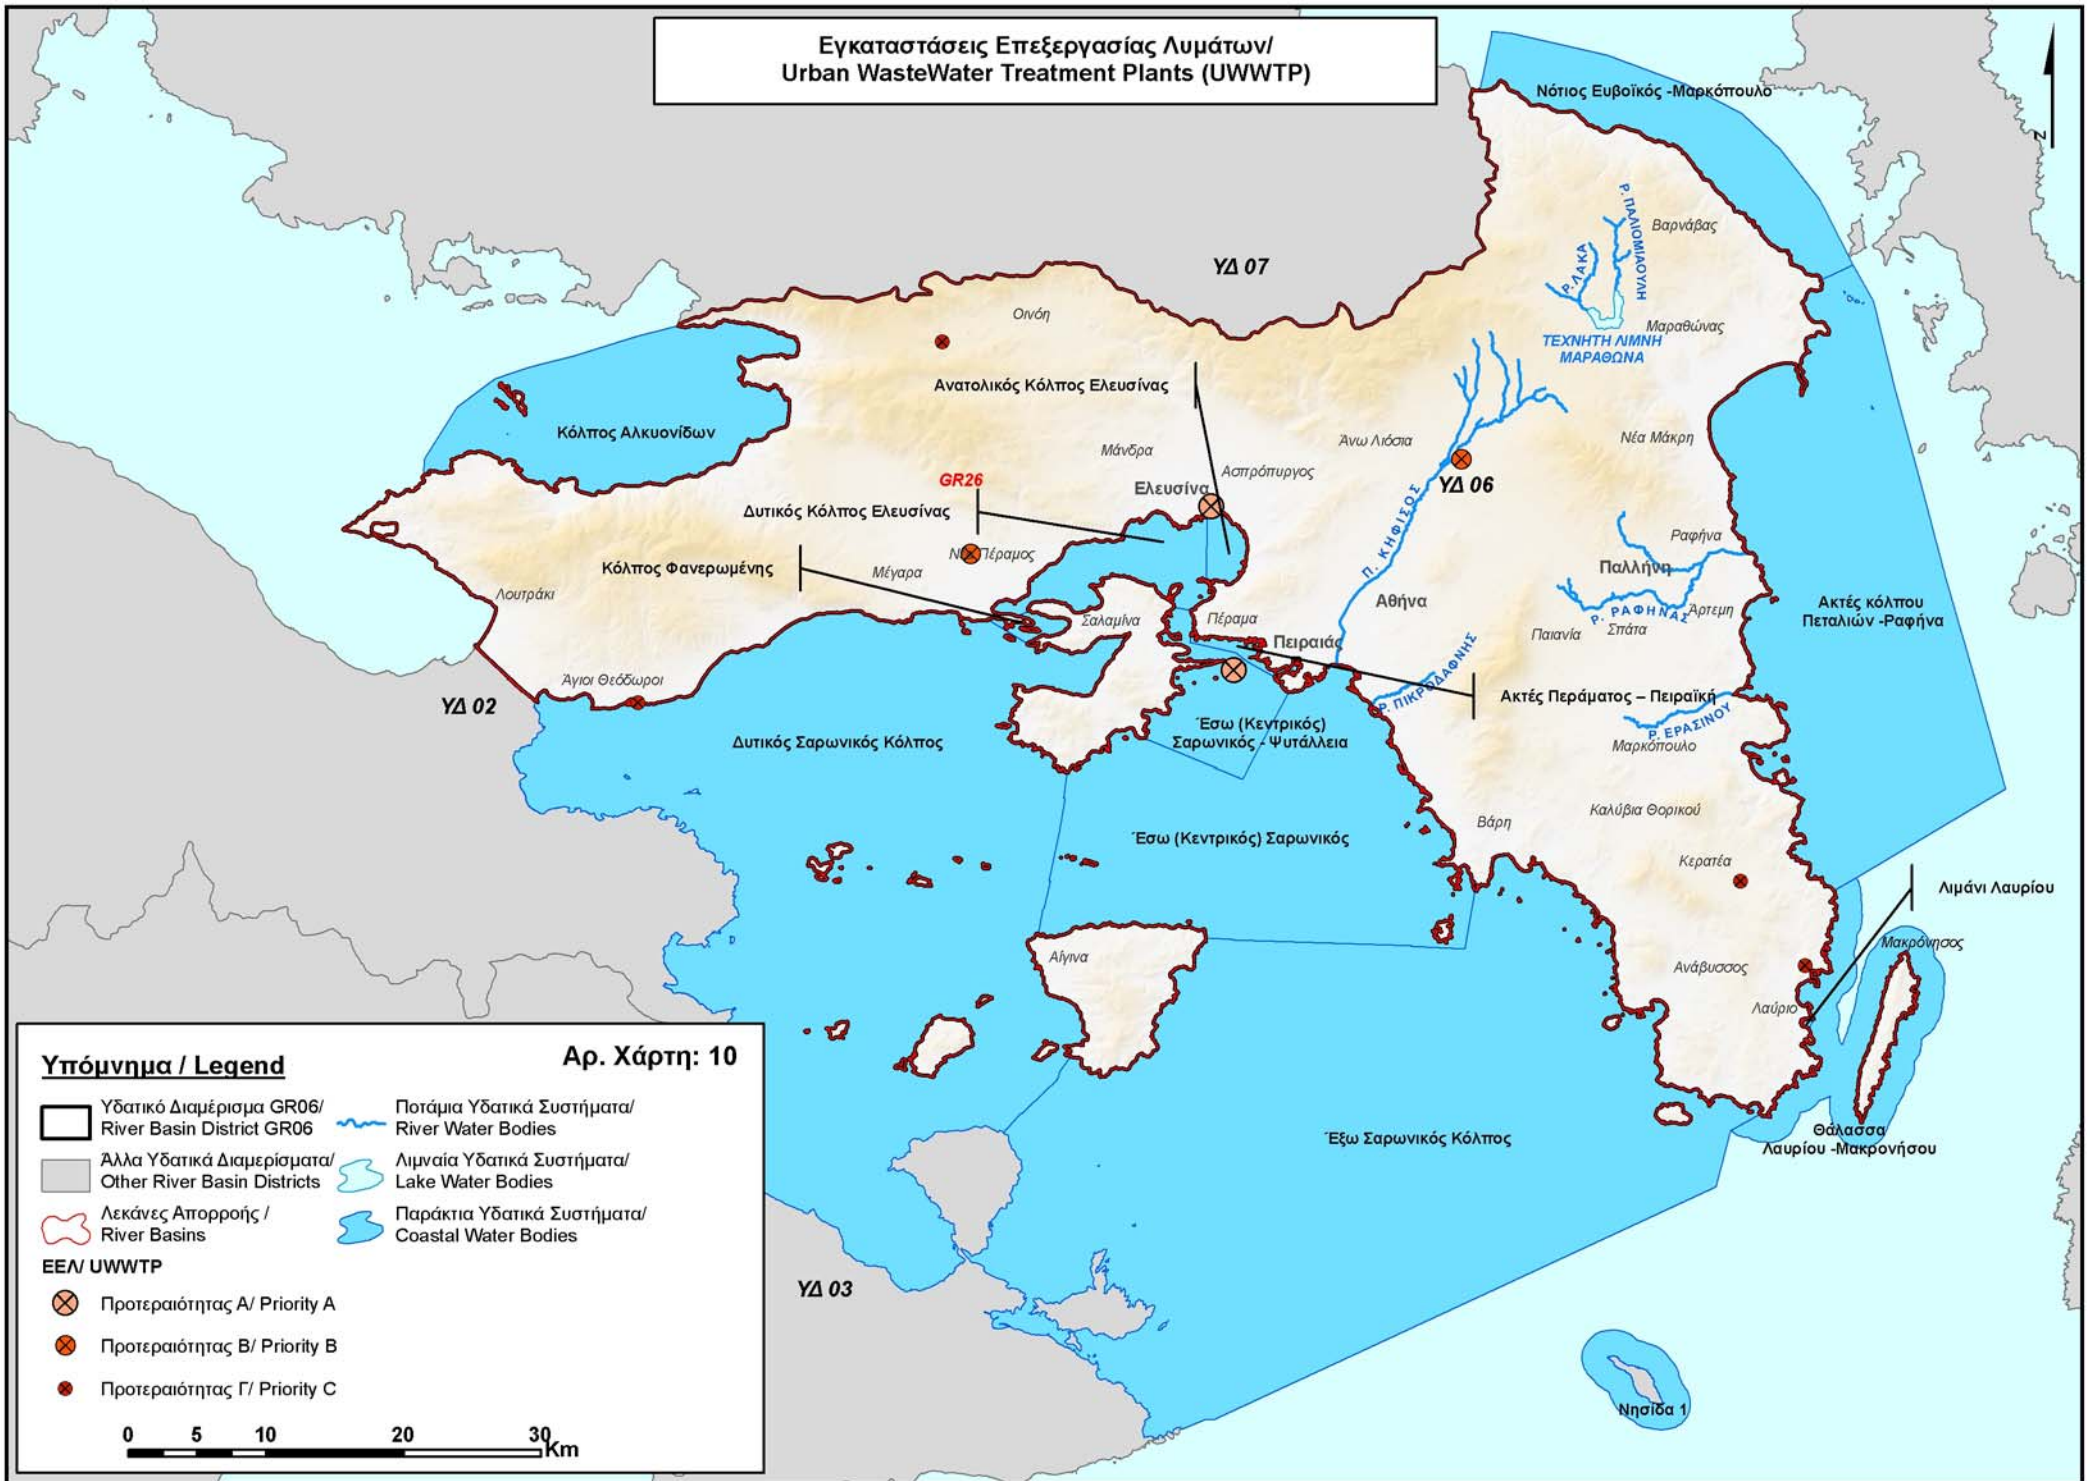 Εγκαταστάσεις Επεξεργασίας Λυμάτων/
Urban WasteWater Treatment Plants (UWWTP)
Νότιος Ευβοϊκός -Μαρκόπουλο
Z
Ρ. ΠΑΛΙΟΜΙΑΟΥΛΗ
Βαρνάβας
Ρ. ΛΑΚΑ
ΥΔ 07
Οινόη
Μαραθώνας
ΤΕΧΝΗΤΗ ΛΙΜΝΗ
ΜΑΡΑΘΩΝΑ
Ανατολικός Κόλπος Ελευσίνας
Κόλπος Αλκυονίδων
Μάνδρα
Άνω Λιόσια
Νέα Μάκρη
Ασπρόπυργος
GR26
Ελευσίνα
ΥΔ 06
Δυτικός Κόλπος Ελευσίνας
Π. ΚΗΦΙΣΟΣ
Ραφήνα
Πέραμος
Κόλπος Φανερωμένης
Μέγαρα
Παλλήνη
Λουτράκι
Αθήνα
Ακτές κόλπου
Πεταλιών -Ραφήνα
Ρ. ΡΑΦΗΝΑΣ
Άρτεμη
Σαλαμίνα
Πέραμα
Παιανία
Σπάτα
Πειραιάς
Ρ. ΠΙΚΡΟΔΑΦΝΗΣ
Άγιοι Θεόδωροι
Ακτές Περάματος – Πειραϊκή
ΥΔ 02
Έσω (Κεντρικός)
Σαρωνικός - Ψυτάλλεια
Ρ. ΕΡΑΣΙΝΟΥ
Δυτικός Σαρωνικός Κόλπος
Μαρκόπουλο
Καλύβια Θορικού
Βάρη
Έσω (Κεντρικός) Σαρωνικός
Κερατέα
Λιμάνι Λαυρίου
Μακρόνησος
Αίγινα
Ανάβυσσος
Λαύριο
Θάλασσα
Λαυρίου -Μακρονήσου
Έξω Σαρωνικός Κόλπος
ΥΔ 03
Νησίδα 1
Υπόμνημα / Legend
Αρ. Χάρτη: 10
Υδατικό Διαμέρισμα GR06/
River Basin District GR06
Ποτάμια Υδατικά Συστήματα/
River Water Bodies
Άλλα Υδατικά Διαμερίσματα/
Other River Basin Districts
Λιμναία Υδατικά Συστήματα/
Lake Water Bodies
Λεκάνες Απορροής /
River Basins
Παράκτια Υδατικά Συστήματα/
Coastal Water Bodies
ΕΕΛ/ UWWTP
Προτεραιότητας Α/ Priority A
Προτεραιότητας Β/ Priority B
Προτεραιότητας Γ/ Priority C
0 5 10 20 30
Km